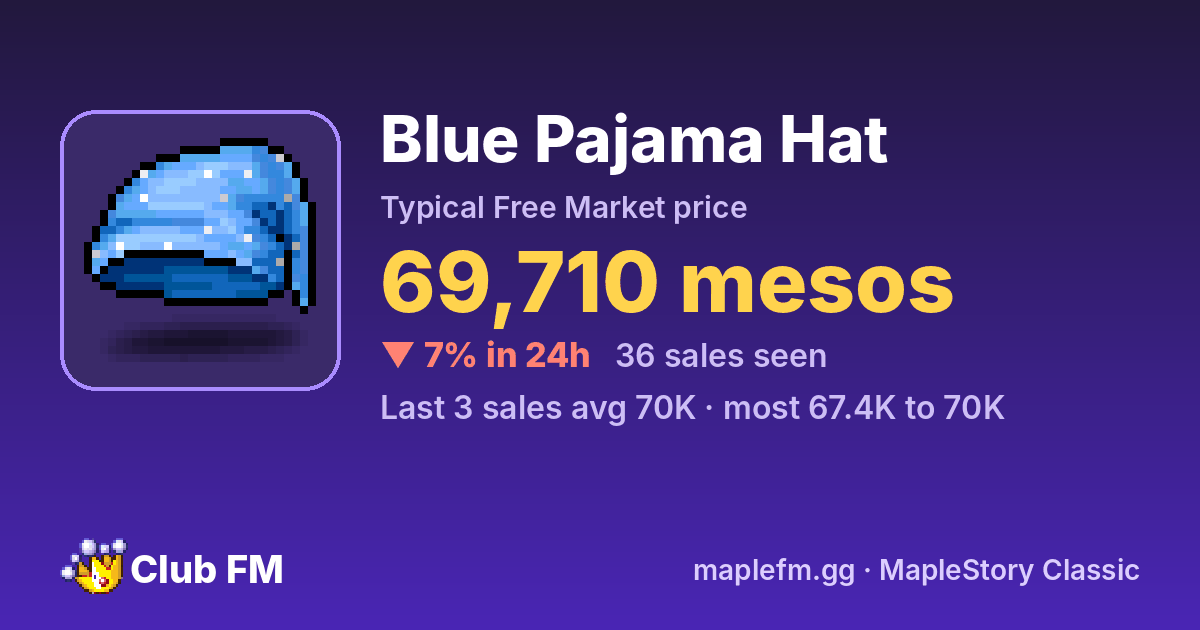 Blue Pajama Hat
Typical Free Market price
69,710 mesos
▼ 7% in 24h 36 sales seen
Last 3 sales avg 70K · most 67.4K to 70K
Club FM
maplefm.gg · MapleStory Classic